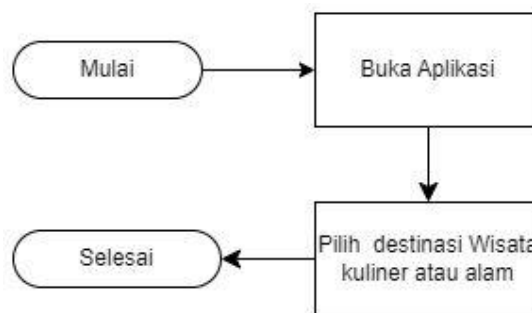 Mulai
Buka Aplikasi
Pilih destinasi Wisata
kuliner atau alam
Selesai